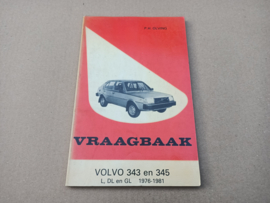 VRAAGBAAK
VOLVO 343 en 345
L, DL en GL 1976-1981